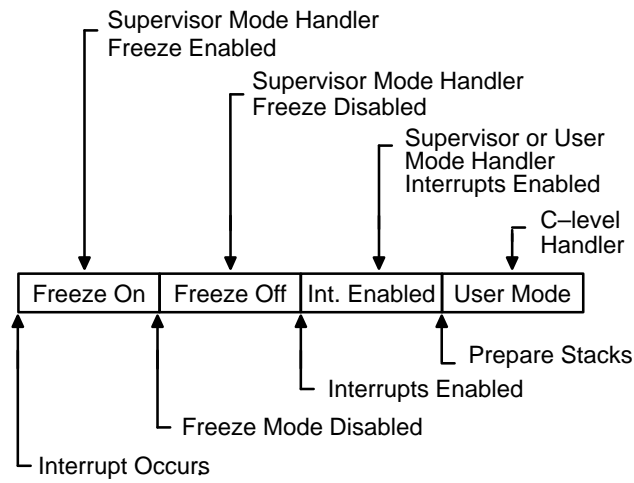 Supervisor Mode Handler
Freeze Enabled
Supervisor Mode Handler
Freeze Disabled
Supervisor or User
Mode Handler
Interrupts Enabled
C–level
Handler
Freeze On
Freeze Off
Int. Enabled
User Mode
Prepare Stacks
Interrupts Enabled
Freeze Mode Disabled
Interrupt Occurs